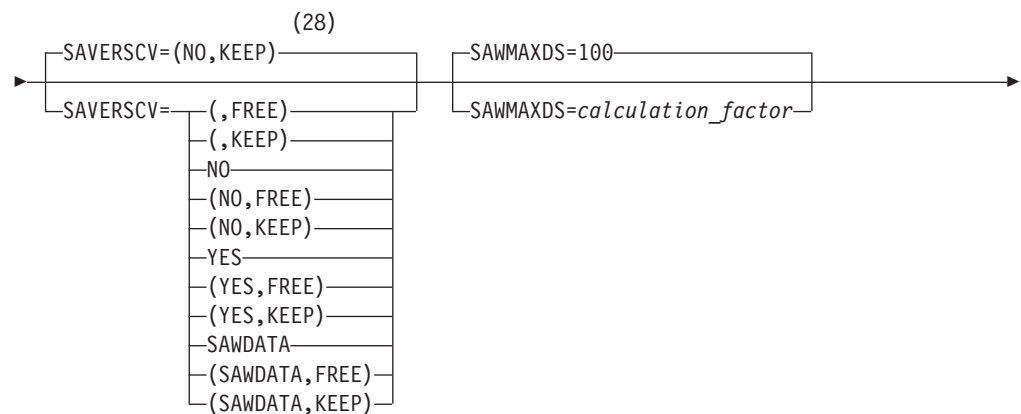 (28)
SAVERSCV=(NO,KEEP) SAWMAXDS=100
SAVERSCV= (,FREE) SAWMAXDS=calculation_factor
(,KEEP)
NO
(NO,FREE)
(NO,KEEP)
YES
(YES,FREE)
(YES,KEEP)
SAWDATA
(SAWDATA,FREE)
(SAWDATA,KEEP)